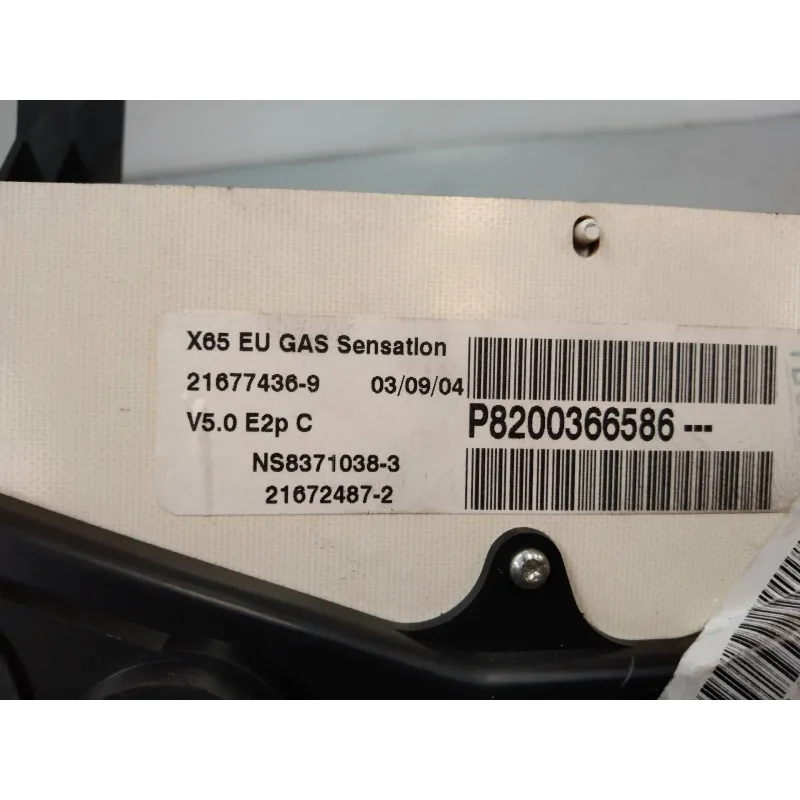 X65 EU GAS Sensation
21677436-9 03/09/04
V5.0 E2p C
P8200366586 ---
NS8371038-3
21672487-2